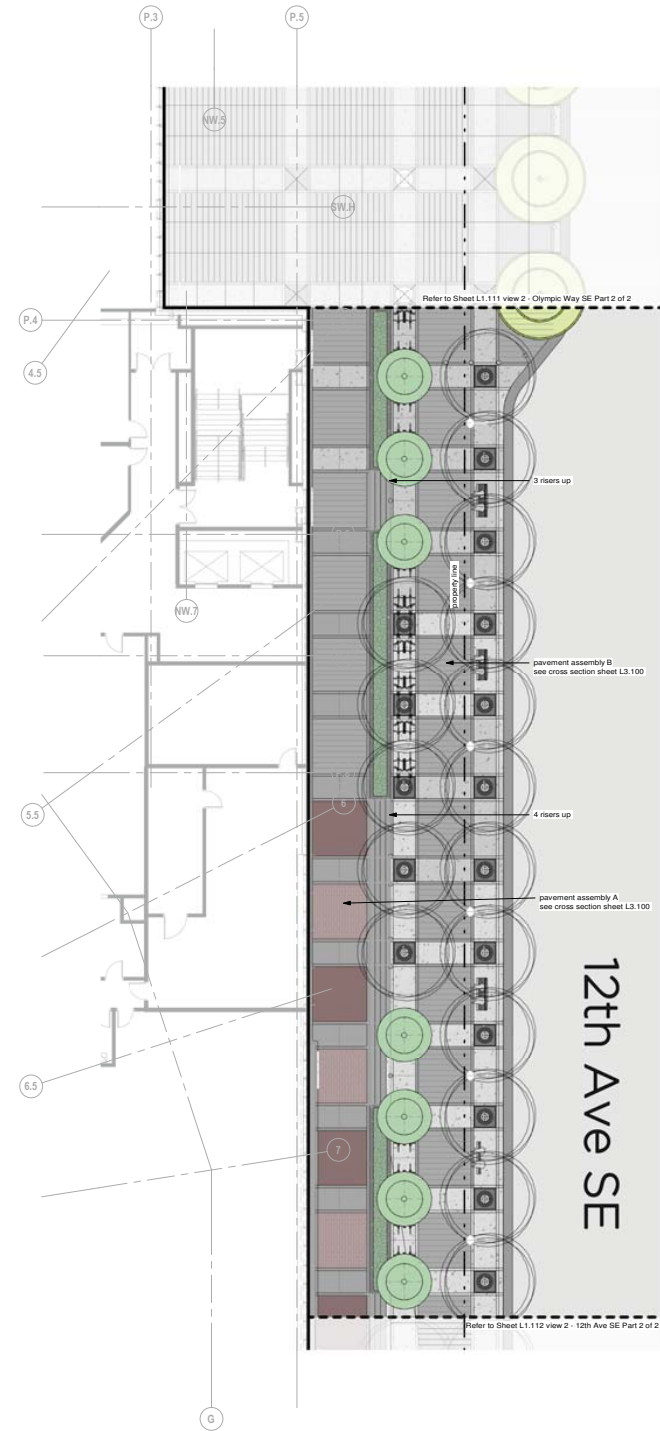 P.3
P.5
NW.5
SW.H
Refer to Sheet L1.111 view 2 - Olympic Way SE Part 2 of 2
P.4
4.5
3 risers up
property line
NW.7
pavement assembly B
see cross section sheet L3.100
5.5
6
4 risers up
pavement assembly A
see cross section sheet L3.100
12th Ave SE
6.5
7
Refer to Sheet L1.112 view 2 - 12th Ave SE Part 2 of 2
G